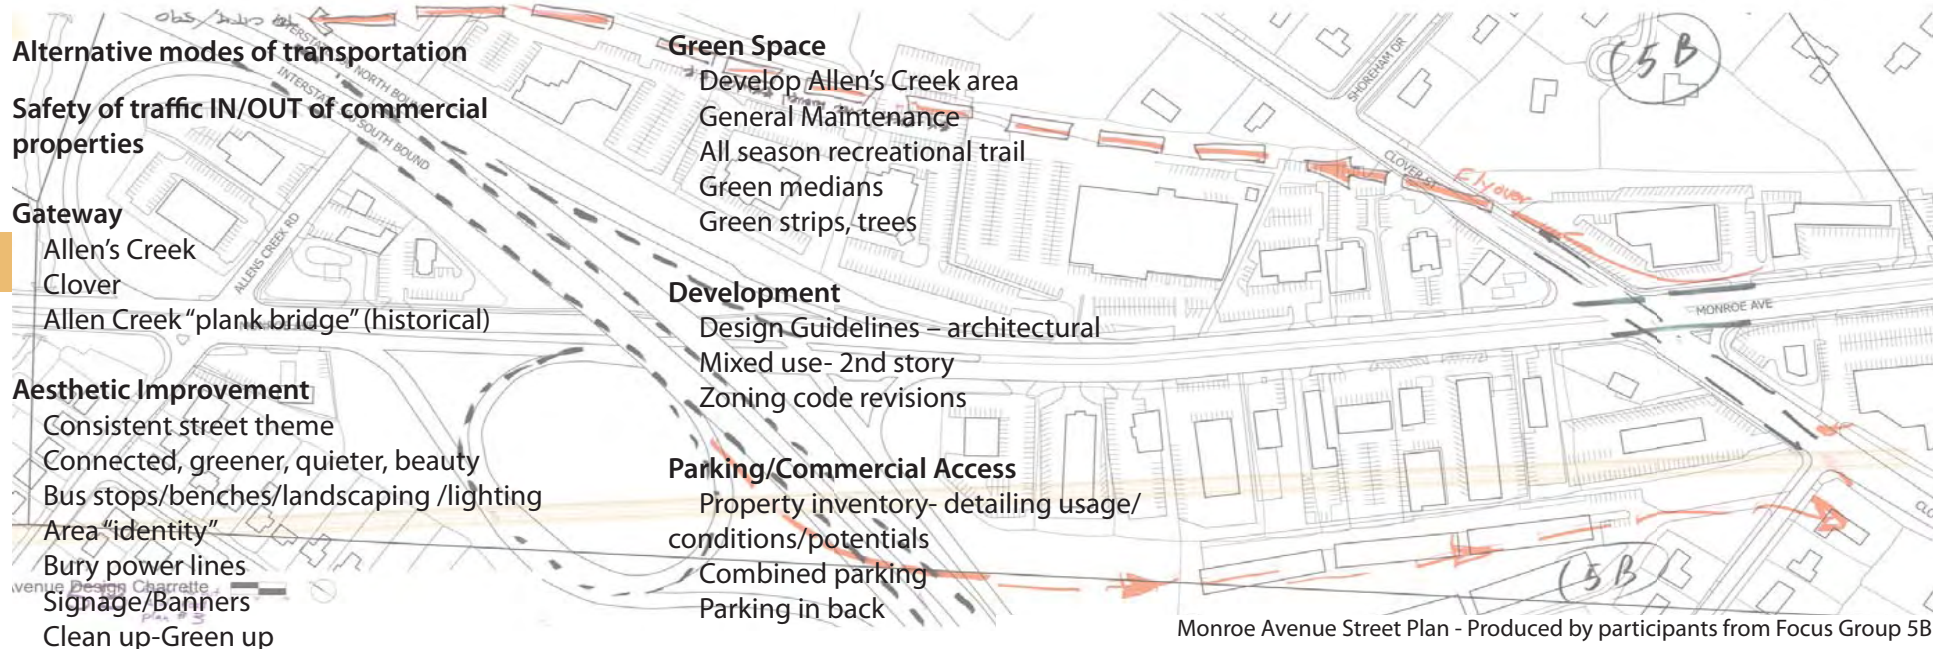 Alternative modes of transportation
Safety of traffic IN/OUT of commercial
properties
Gateway
Allen's Creek
Clover
Allen Creek "plank bridge" (historical)
Aesthetic Improvement
Consistent street theme
Connected, greener, quieter, beauty
Bus stops/benches/landscaping /lighting
Area "identity"
Bury power lines
Signage/Banners
Clean up-Green up
Green Space
Develop Allen's Creek area
General Maintenance
All season recreational trail
Green medians
Green strips, trees
Development
Design Guidelines – architectural
Mixed use- 2nd story
Zoning code revisions
Parking/Commercial Access
Property inventory- detailing usage/
conditions/potentials
Combined parking
Parking in back
NORTH BOUND
SOUTH BOUND
ALLENS CREEK RD
SHOREHAM DR
CLOVER ST
Flyover
MONROE AVE
5B
5B
venue Design Charrette
plan # 3
Monroe Avenue Street Plan - Produced by participants from Focus Group 5B